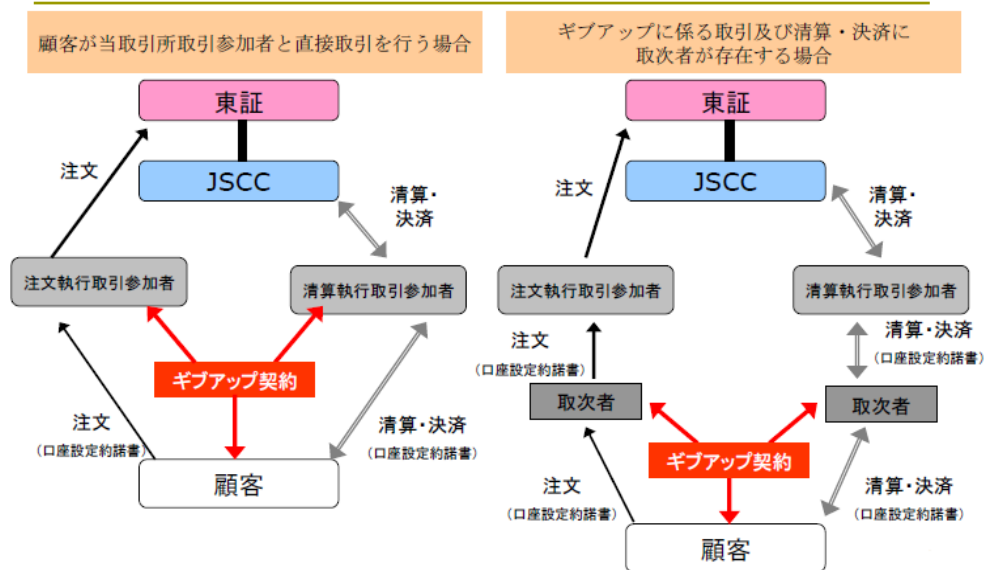 顧客が当取引所取引参加者と直接取引を行う場合
東証
注文
JSCC
清算・
決済
注文執行取引参加者
清算執行取引参加者
ギブアップ契約
注文
(口座設定約諾書)
清算・決済
(口座設定約諾書)
顧客
ギブアップに係る取引及び清算・決済に
取次者が存在する場合
東証
注文
JSCC
清算・
決済
注文執行取引参加者
清算執行取引参加者
注文
(口座設定約諾書)
清算・決済
(口座設定約諾書)
取次者
取次者
ギブアップ契約
注文
(口座設定約諾書)
清算・決済
(口座設定約諾書)
顧客